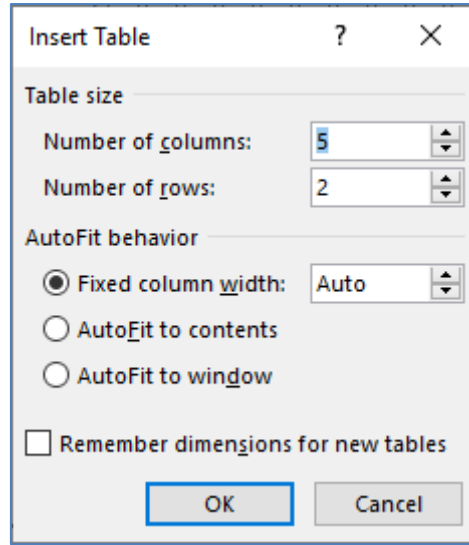 Insert Table ? X
Table size
Number of columns: 5
Number of rows: 2
AutoFit behavior
Fixed column width: Auto
AutoFit to contents
AutoFit to window
Remember dimensions for new tables
OK Cancel